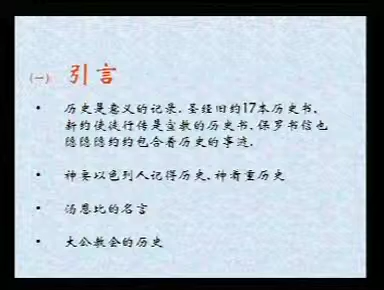 (一) 引言
• 历史是意义的记录.圣经旧约17本历史书,
新约使徒行传是宣教的历史书,保罗书信也
隐隐隐约约包含着历史的事迹.
• 神要以色列人记得历史,神看重历史
• 汤恩比的名言
• 大公教会的历史